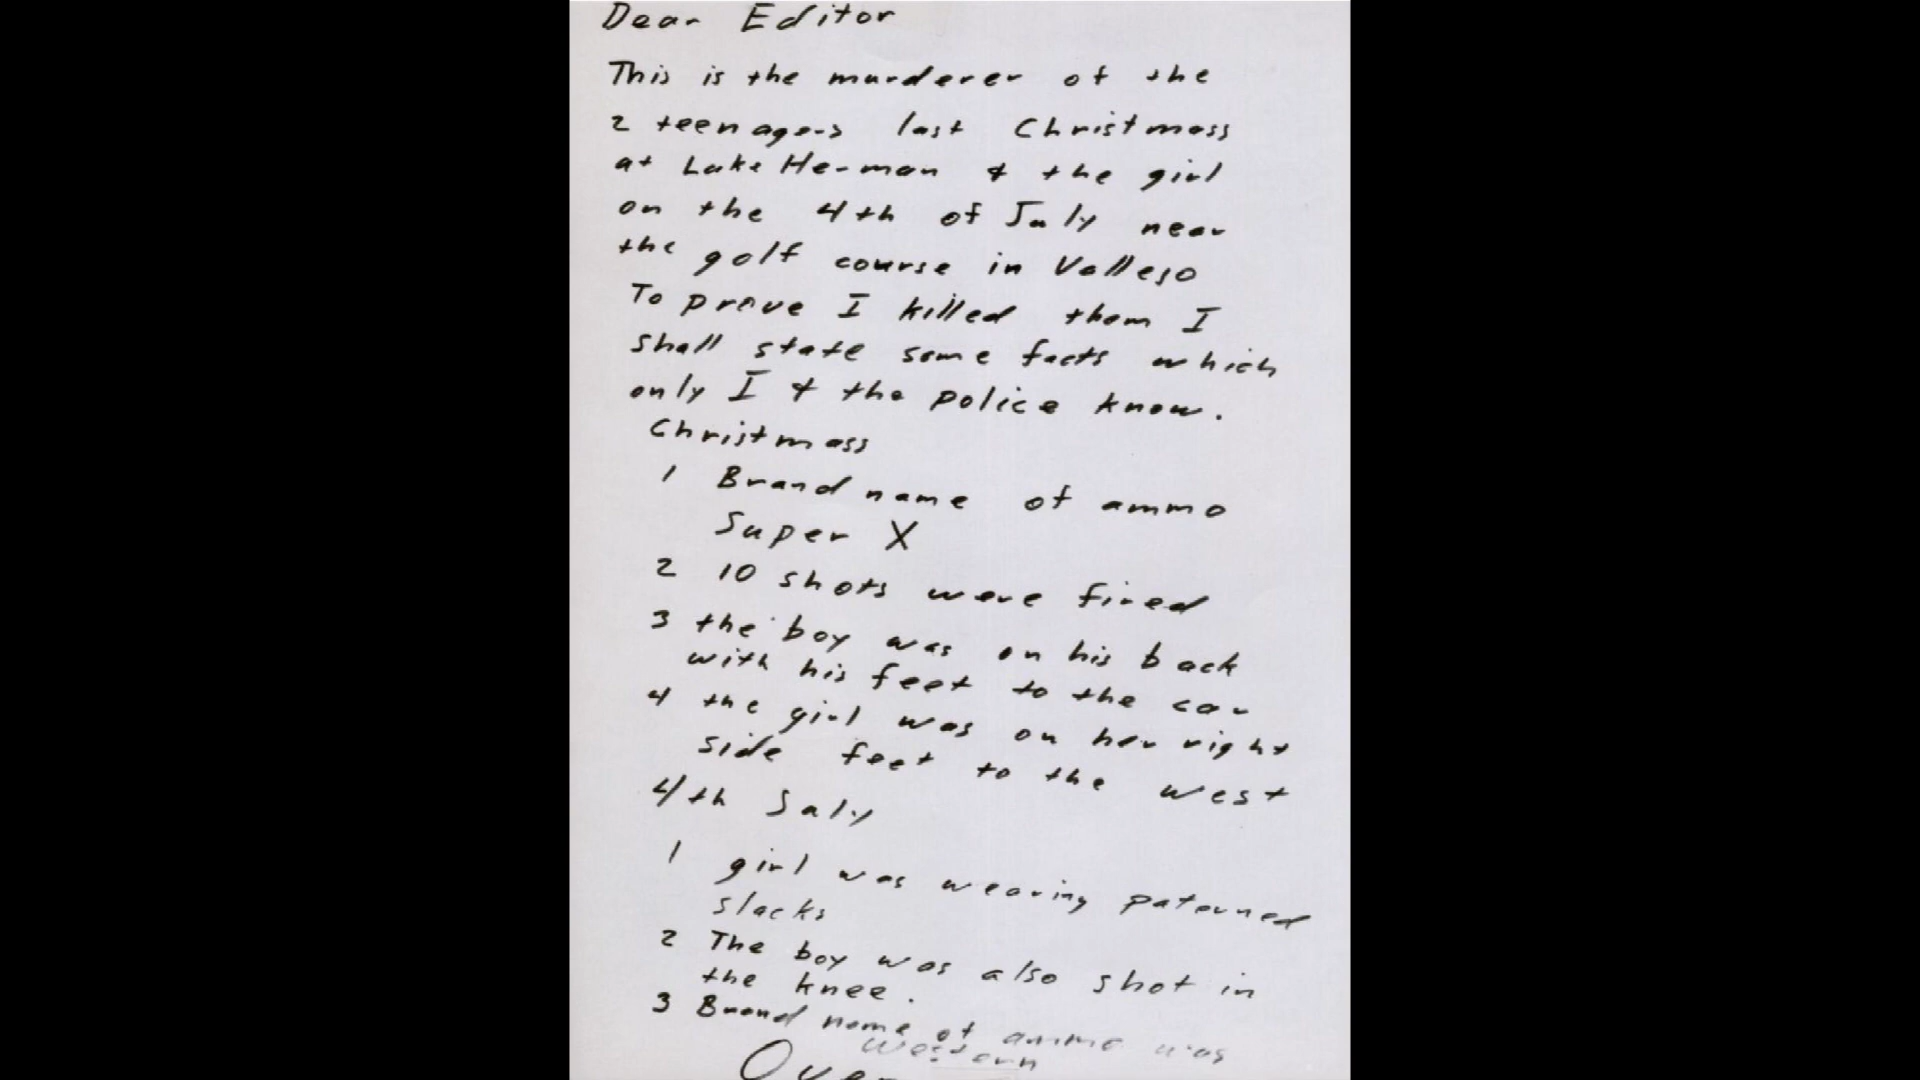 Dear Editor
This is the murderer of the
2 teenagers last Christmass
at Lake Herman & the girl
on the 4th of July near
the golf course in Vallejo
To prove I killed them I
shall state some facts which
only I & the police know.
Christmass
1 Brand name of ammo
Super X
2 10 shots were fired
3 the boy was on his back
with his feet to the car
4 the girl was on her right
side feet to the west
4th July
1 girl was wearing paterned
slacks
2 The boy was also shot in
the knee.
3 Brand name of ammo was
Western
Over